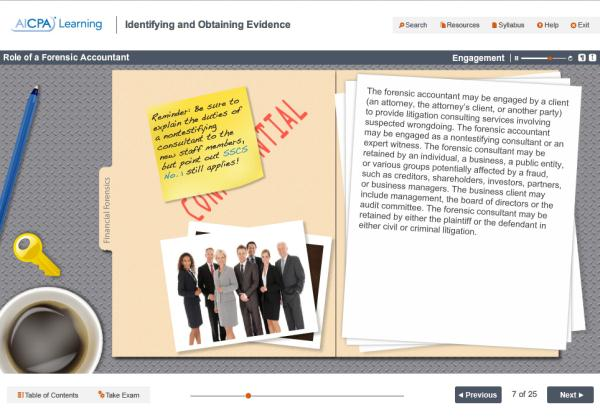 AICPA) Learning
Identifying and Obtaining Evidence
Search
Resources
Syllabus
Help
Exit
Role of a Forensic Accountant
Engagement
Reminder: Be sure to
explain the duties of
a nontestifying
consultant to the
new staff members,
but point out SSCS
No. 1 still applies!
CONFIDENTIAL
Financial Forensics
The forensic accountant may be engaged by a client
(an attorney, the attorney's client, or another party)
to provide litigation consulting services involving
suspected wrongdoing. The forensic accountant
may be engaged as a nontestifying consultant or an
expert witness. The forensic consultant may be
retained by an individual, a business, a public entity,
or various groups potentially affected by a fraud,
such as creditors, shareholders, investors, partners,
or business managers. The business client may
include management, the board of directors or the
audit committee. The forensic consultant may be
retained by either the plaintiff or the defendant in
either civil or criminal litigation.
Table of Contents
Take Exam
Previous
7 of 25
Next